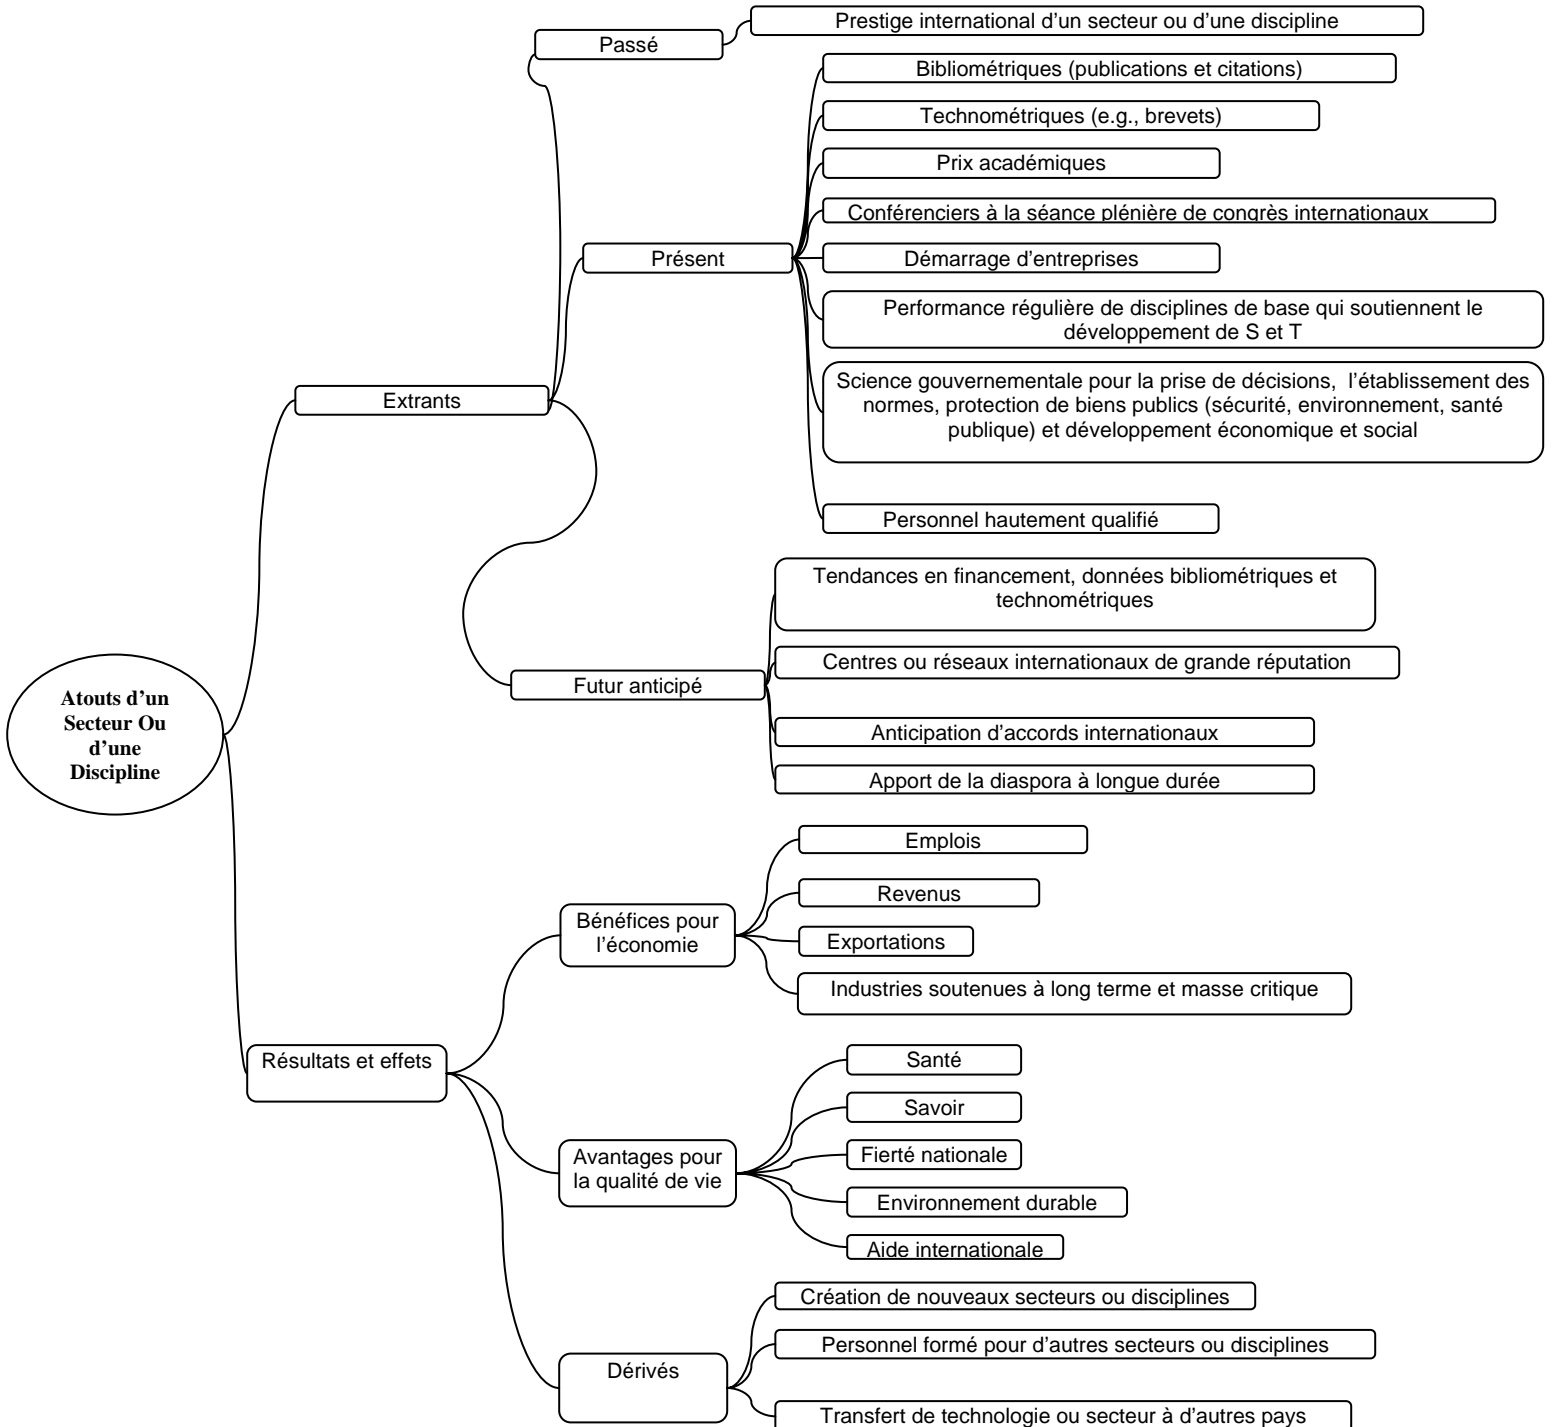 Prestige international d’un secteur ou d’une discipline
Passé
Bibliométriques (publications et citations)
Technométriques (e.g., brevets)
Prix académiques
Conférenciers à la séance plénière de congrès internationaux
Présent
Démarrage d’entreprises
Performance régulière de disciplines de base qui soutiennent le
développement de S et T
Science gouvernementale pour la prise de décisions,  l’établissement des
normes, protection de biens publics (sécurité, environnement, santé
publique) et développement économique et social
Extrants
Personnel hautement qualifié
Tendances en financement, données bibliométriques et
technométriques
Centres ou réseaux internationaux de grande réputation
Futur anticipé
Anticipation d’accords internationaux
Apport de la diaspora à longue durée
Atouts d’un
Secteur Ou
d’une
Discipline
Emplois
Revenus
Bénéfices pour
l’économie
Exportations
Industries soutenues à long terme et masse critique
Résultats et effets
Santé
Savoir
Fierté nationale
Avantages pour
la qualité de vie
Environnement durable
Aide internationale
Création de nouveaux secteurs ou disciplines
Personnel formé pour d’autres secteurs ou disciplines
Dérivés
Transfert de technologie ou secteur à d’autres pays